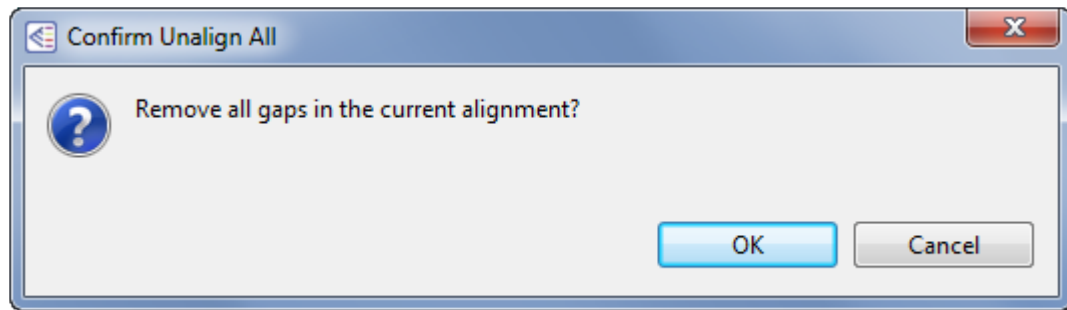 Confirm Unalign All
Remove all gaps in the current alignment?
OK
Cancel